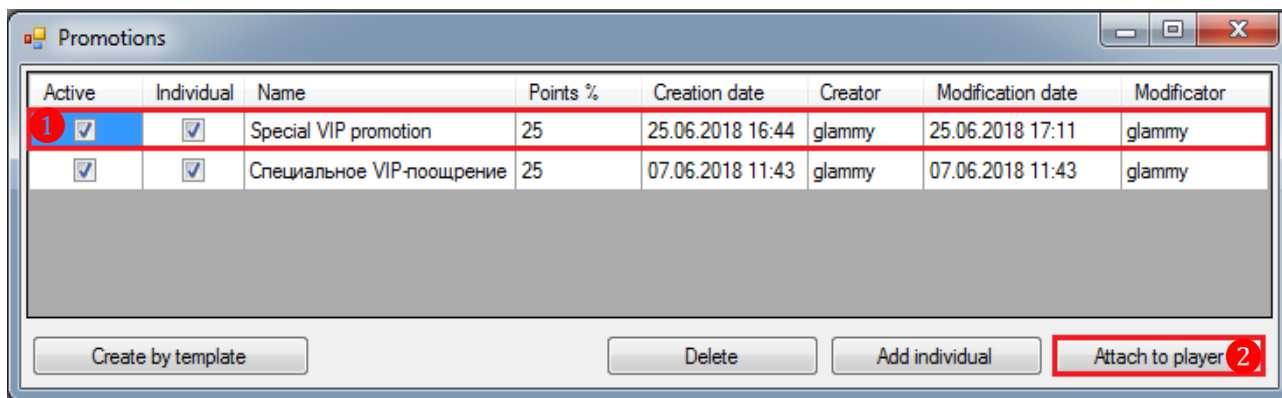 Promotions
Active Individual Name Points % Creation date Creator Modification date Modificator
1 Special VIP promotion 25 25.06.2018 16:44 glammy 25.06.2018 17:11 glammy
Специальное VIP-поощрение 25 07.06.2018 11:43 glammy 07.06.2018 11:43 glammy
Create by template Delete Add individual Attach to player 2